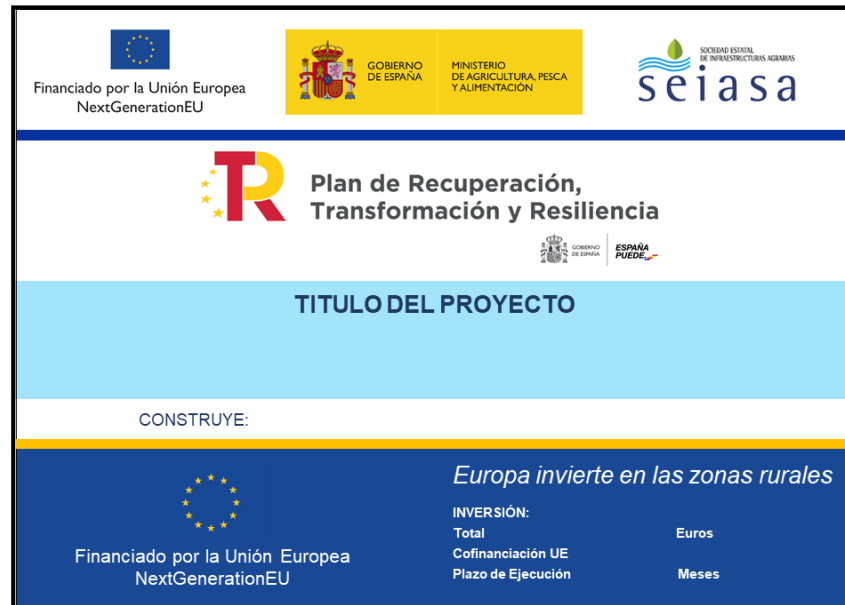 Financiado por la Unión Europea
NextGenerationEU
GOBIERNO
DE ESPAÑA
MINISTERIO
DE AGRICULTURA, PESCA
Y ALIMENTACIÓN
SOCIEDAD ESTATAL
DE INFRAESTRUCTURAS AGRARIAS
seiasa
Plan de Recuperación,
Transformación y Resiliencia
GOBIERNO
DE ESPAÑA
ESPAÑA
PUEDE
TITULO DEL PROYECTO
CONSTRUYE:
Financiado por la Unión Europea
NextGenerationEU
Europa invierte en las zonas rurales
INVERSIÓN:
Total Euros
Cofinanciación UE
Plazo de Ejecución Meses